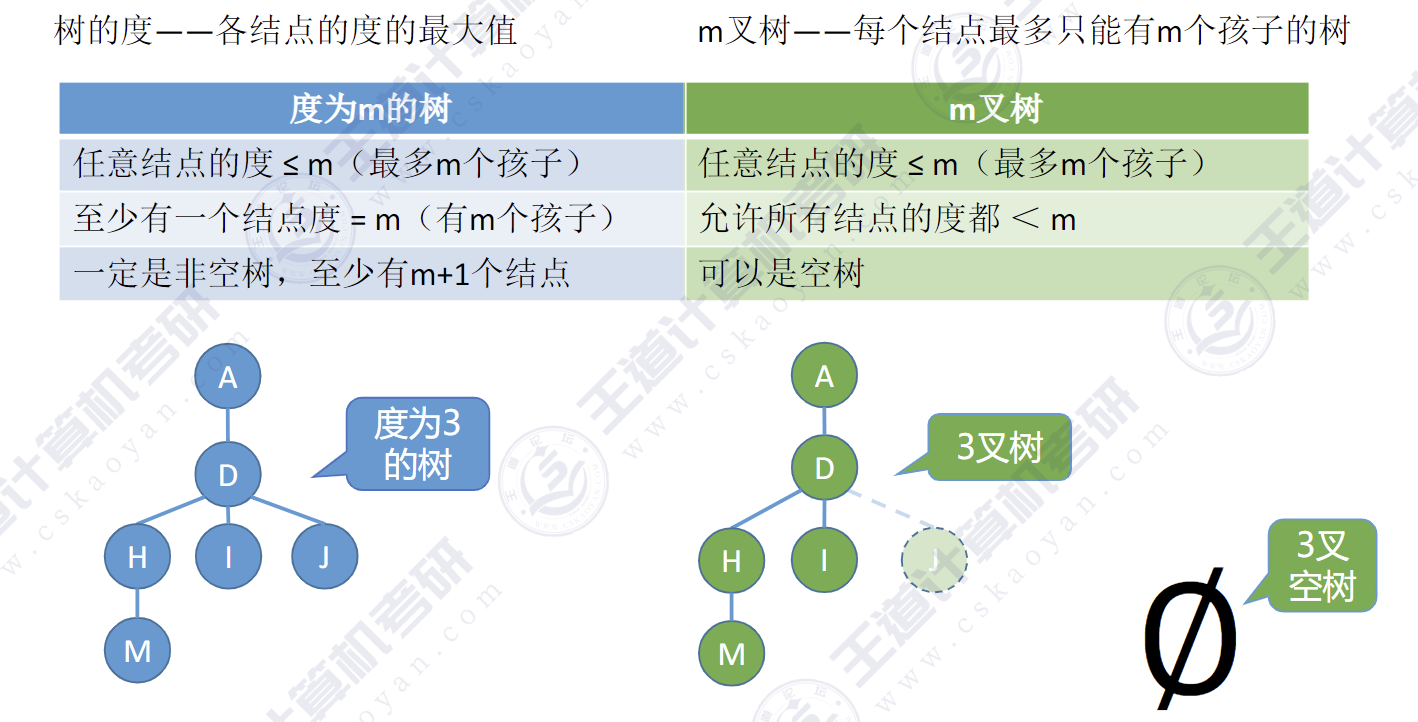 树的度——各结点的度的最大值
m叉树——每个结点最多只能有m个孩子的树
度为m的树
m叉树
任意结点的度 ≤ m（最多m个孩子）
任意结点的度 ≤ m（最多m个孩子）
至少有一个结点度 = m（有m个孩子）
允许所有结点的度都 ＜ m
一定是非空树，至少有m+1个结点
可以是空树
A
D
H
I
J
M
度为3
的树
A
D
H
I
J
M
3叉树
Ø
3叉
空树
王道计算机考研
www.cskaoyan.com